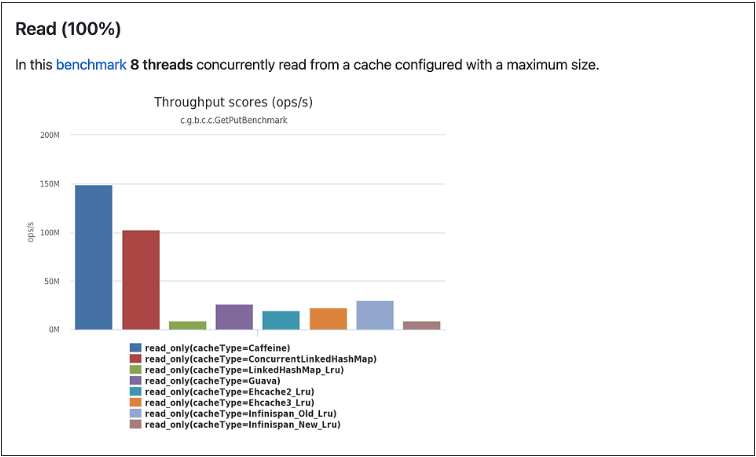 Read (100%)
In this benchmark 8 threads concurrently read from a cache configured with a maximum size.
Throughput scores (ops/s)
c.g.b.c.c.GetPutBenchmark
200M
150M
100M
50M
0M
ops/s
read_only(cacheType=Caffeine)
read_only(cacheType=ConcurrentLinkedHashMap)
read_only(cacheType=LinkedHashMap_Lru)
read_only(cacheType=Guava)
read_only(cacheType=Ehcache2_Lru)
read_only(cacheType=Ehcache3_Lru)
read_only(cacheType=Infinispan_Old_Lru)
read_only(cacheType=Infinispan_New_Lru)